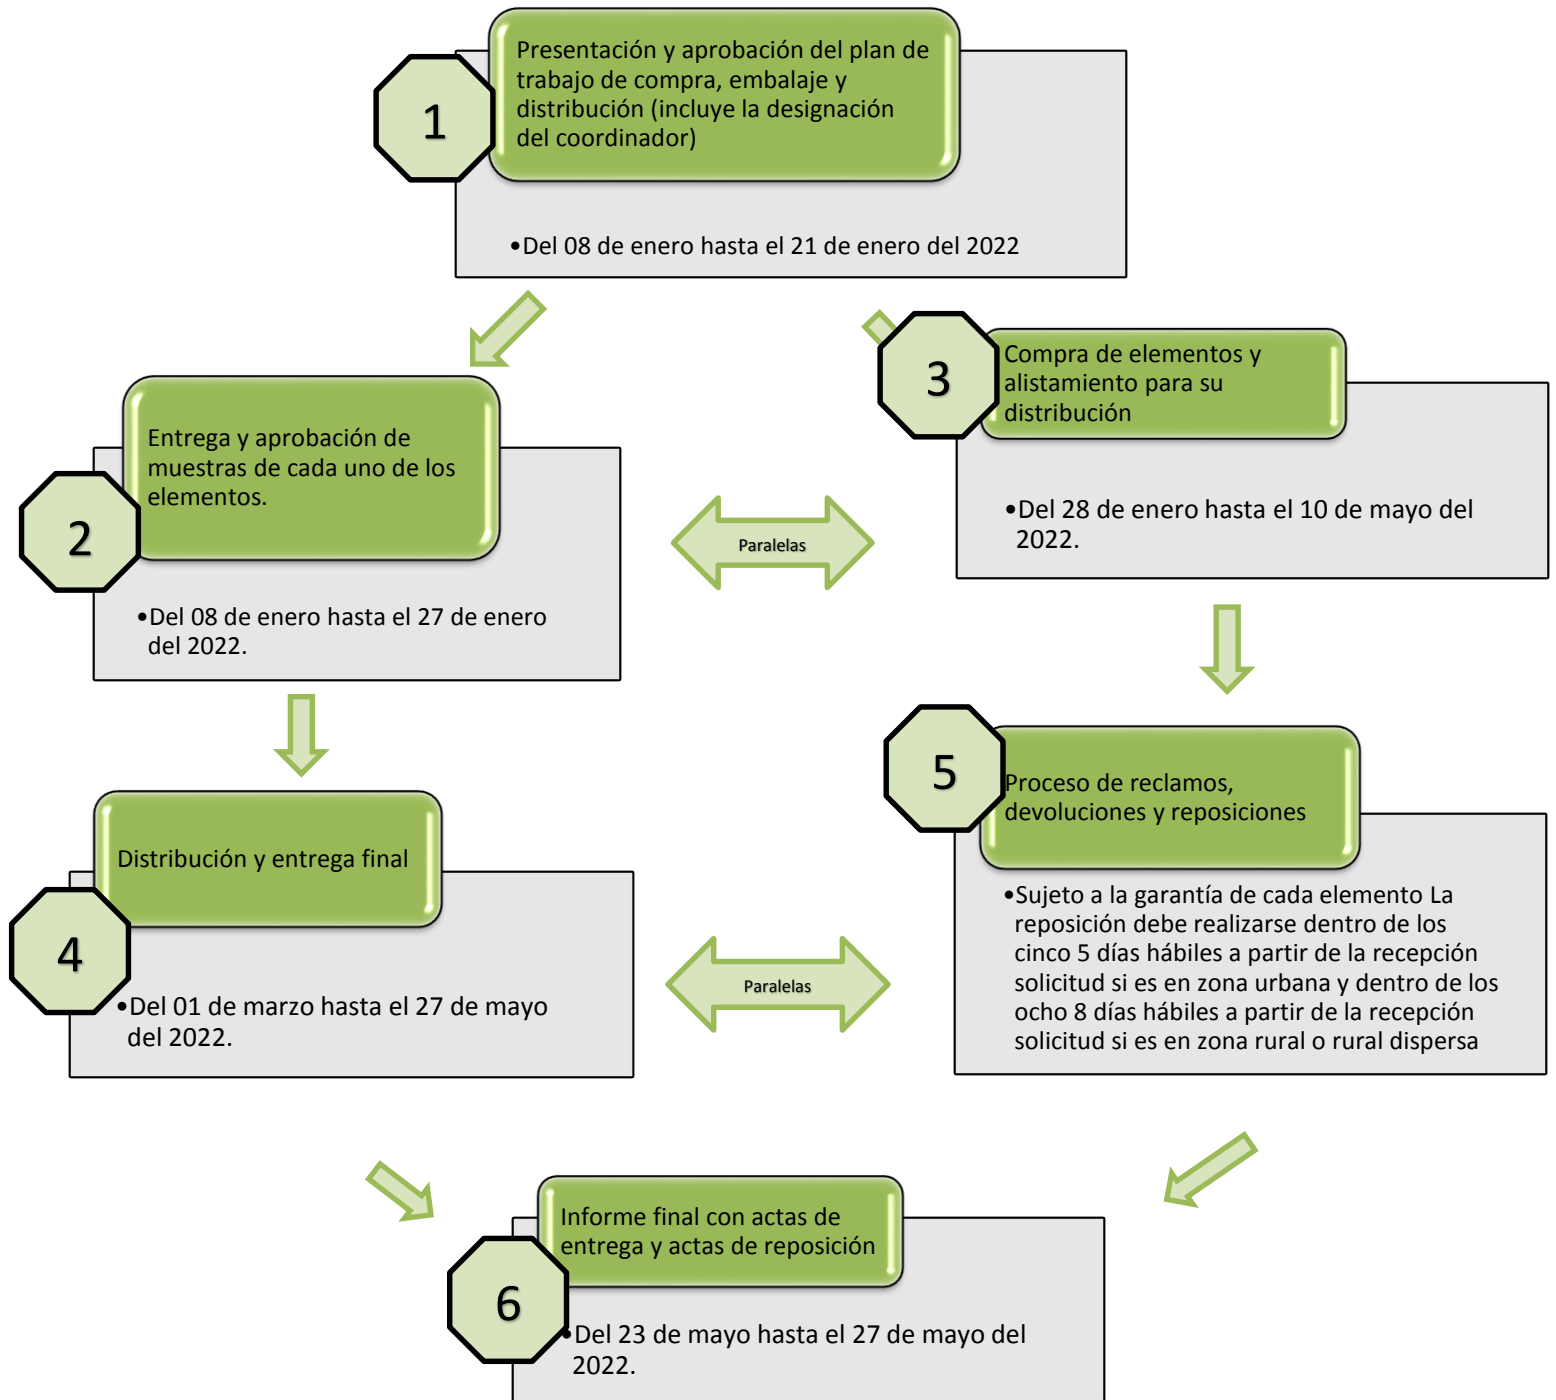 1
Presentación y aprobación del plan de
trabajo de compra, embalaje y
distribución (incluye la designación
del coordinador)
•Del 08 de enero hasta el 21 de enero del 2022
2
Entrega y aprobación de
muestras de cada uno de los
elementos.
•Del 08 de enero hasta el 27 de enero
del 2022.
Paralelas
3
Compra de elementos y
alistamiento para su
distribución
•Del 28 de enero hasta el 10 de mayo del
2022.
4
Distribución y entrega final
•Del 01 de marzo hasta el 27 de mayo
del 2022.
Paralelas
5
Proceso de reclamos,
devoluciones y reposiciones
•Sujeto a la garantía de cada elemento La
reposición debe realizarse dentro de los
cinco 5 días hábiles a partir de la recepción
solicitud si es en zona urbana y dentro de los
ocho 8 días hábiles a partir de la recepción
solicitud si es en zona rural o rural dispersa
6
Informe final con actas de
entrega y actas de reposición
•Del 23 de mayo hasta el 27 de mayo del
2022.